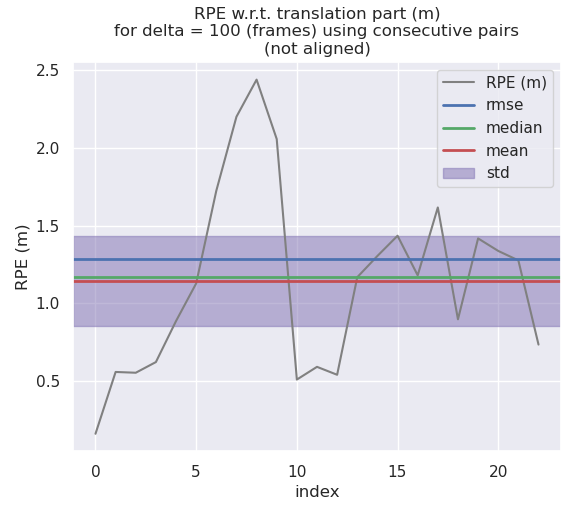 RPE w.r.t. translation part (m)
for delta = 100 (frames) using consecutive pairs
(not aligned)
2.5
2.0
1.5
1.0
0.5
RPE (m)
RPE (m)
rmse
median
mean
std
0 5 10 15 20
index